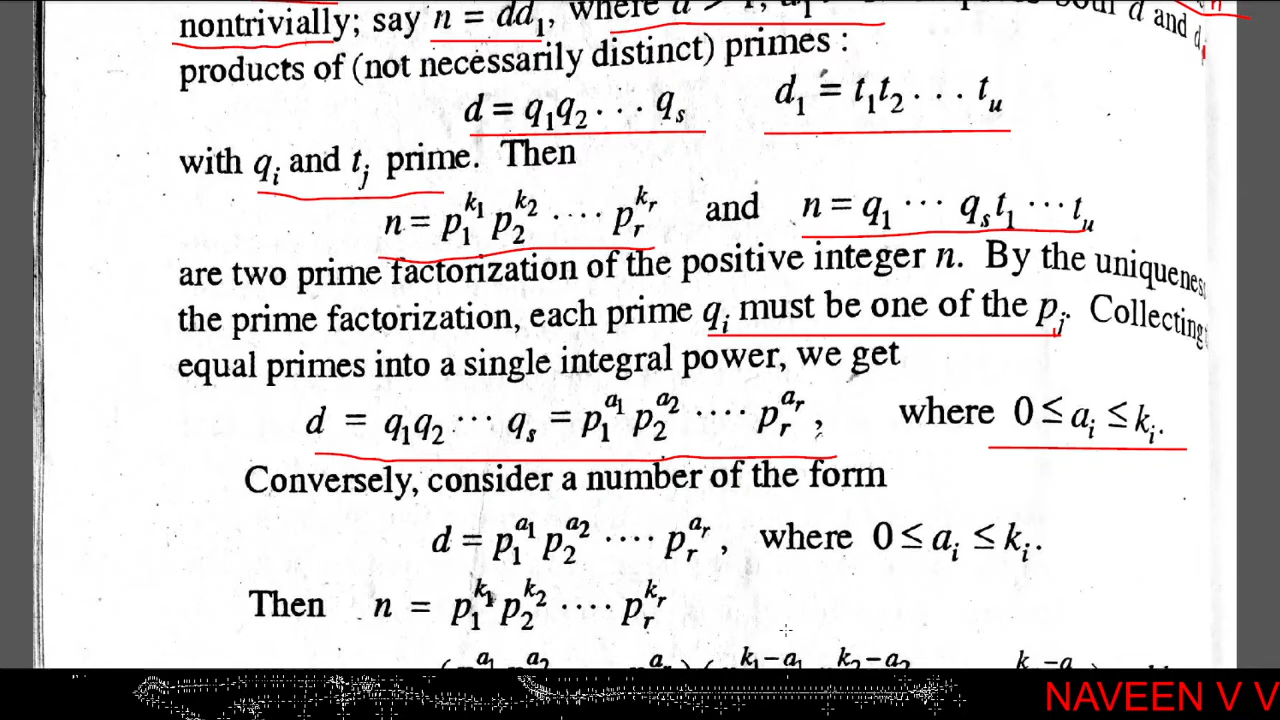 nontrivially; say n = dd₁, where d > 1, d₁ both d and d₁
products of (not necessarily distinct) primes :
d = q₁q₂ ··· qₛ d₁ = t₁t₂ ... tᵤ
with qᵢ and tⱼ prime. Then
n = p₁^{k₁} p₂^{k₂} ···· pᵣ^{kᵣ} and n = q₁ ··· qₛt₁ ··· tᵤ
are two prime factorization of the positive integer n. By the uniqueness
the prime factorization, each prime qᵢ must be one of the pⱼ. Collecting
equal primes into a single integral power, we get
d = q₁q₂ ··· qₛ = p₁^{a₁} p₂^{a₂} ···· pᵣ^{aᵣ}, where 0 ≤ aᵢ ≤ kᵢ.
Conversely, consider a number of the form
d = p₁^{a₁} p₂^{a₂} ···· pᵣ^{aᵣ}, where 0 ≤ aᵢ ≤ kᵢ.
Then n = p₁^{k₁} p₂^{k₂} ···· pᵣ^{kᵣ}
NAVEEN V V